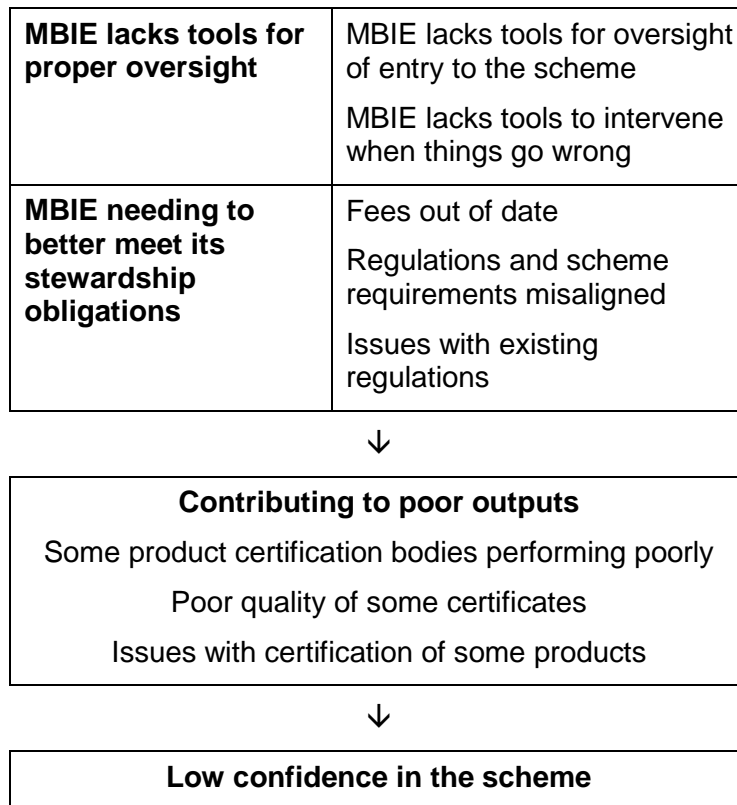 MBIE lacks tools for
proper oversight
MBIE lacks tools for oversight
of entry to the scheme
MBIE lacks tools to intervene
when things go wrong
MBIE needing to
better meet its
stewardship
obligations
Fees out of date
Regulations and scheme
requirements misaligned
Issues with existing
regulations
↓
Contributing to poor outputs
Some product certification bodies performing poorly
Poor quality of some certificates
Issues with certification of some products
↓
Low confidence in the scheme